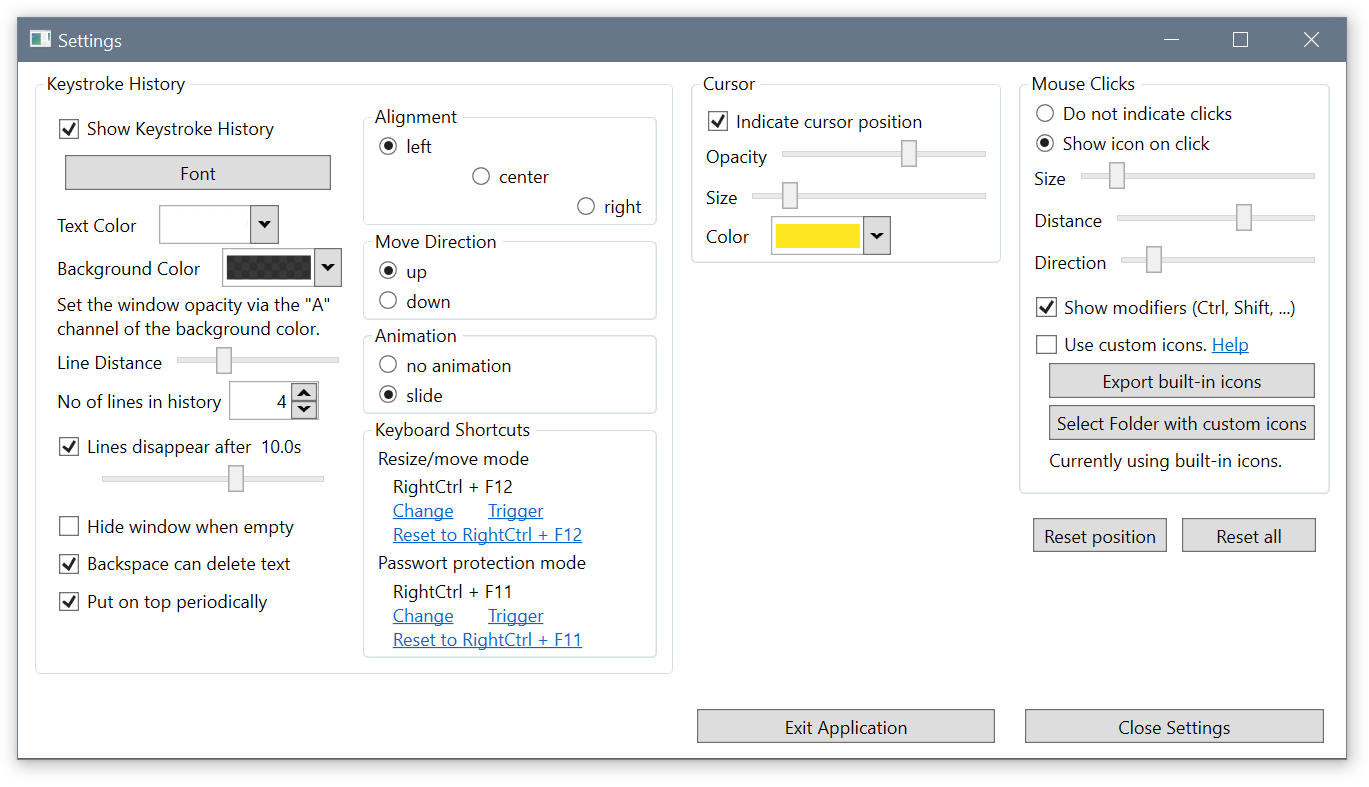 Settings
Keystroke History
Show Keystroke History
Font
Text Color
Background Color
Set the window opacity via the "A"
channel of the background color.
Line Distance
No of lines in history 4
Lines disappear after 10.0s
Hide window when empty
Backspace can delete text
Put on top periodically
Alignment
left
center
right
Move Direction
up
down
Animation
no animation
slide
Keyboard Shortcuts
Resize/move mode
RightCtrl + F12
Change Trigger
Reset to RightCtrl + F12
Passwort protection mode
RightCtrl + F11
Change Trigger
Reset to RightCtrl + F11
Cursor
Indicate cursor position
Opacity
Size
Color
Mouse Clicks
Do not indicate clicks
Show icon on click
Size
Distance
Direction
Show modifiers (Ctrl, Shift, ...)
Use custom icons. Help
Export built-in icons
Select Folder with custom icons
Currently using built-in icons.
Reset position Reset all
Exit Application Close Settings